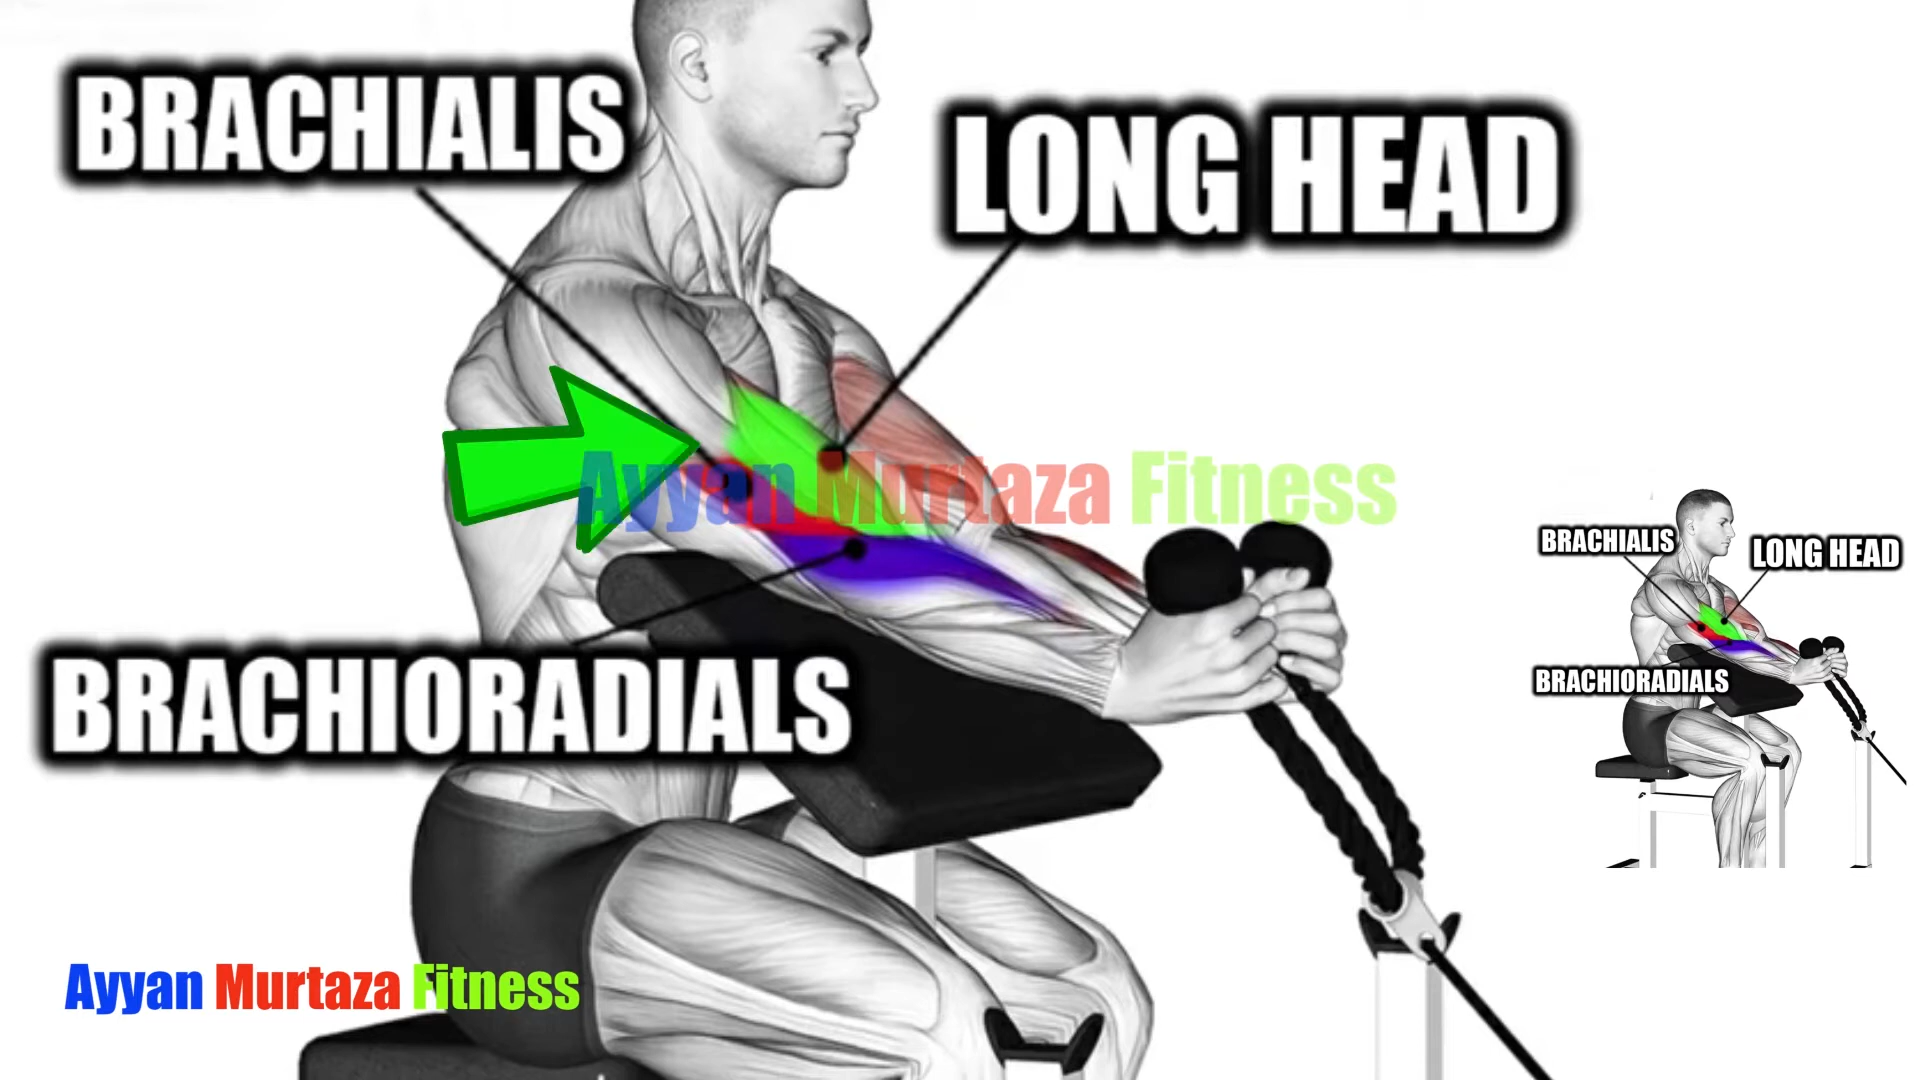 BRACHIALIS
LONG HEAD
Ayyan Murtaza Fitness
BRACHIALIS
LONG HEAD
BRACHIORADIALS
BRACHIORADIALS
Ayyan Murtaza Fitness